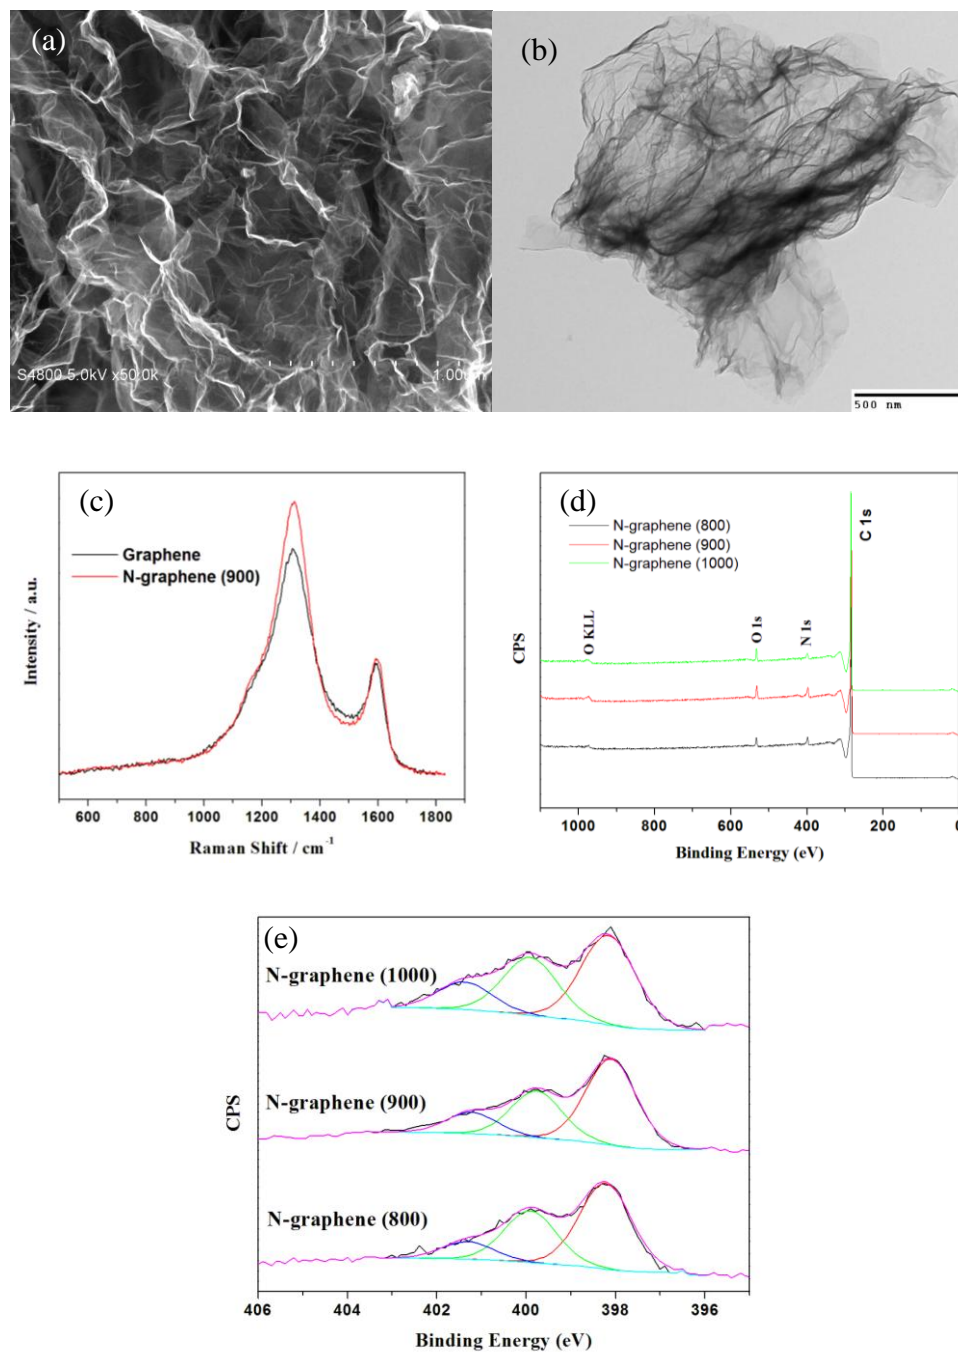 (a)
S4800 5.0kV x50.0k
1.00um
(b)
500 nm
(c)
Graphene
N-graphene (900)
Intensity / a.u.
600 800 1000 1200 1400 1600 1800
Raman Shift / cm-1
(d)
N-graphene (800)
N-graphene (900)
N-graphene (1000)
C 1s
O KLL
O 1s
N 1s
CPS
1000 800 600 400 200 0
Binding Energy (eV)
(e)
N-graphene (1000)
N-graphene (900)
N-graphene (800)
CPS
406 404 402 400 398 396
Binding Energy (eV)